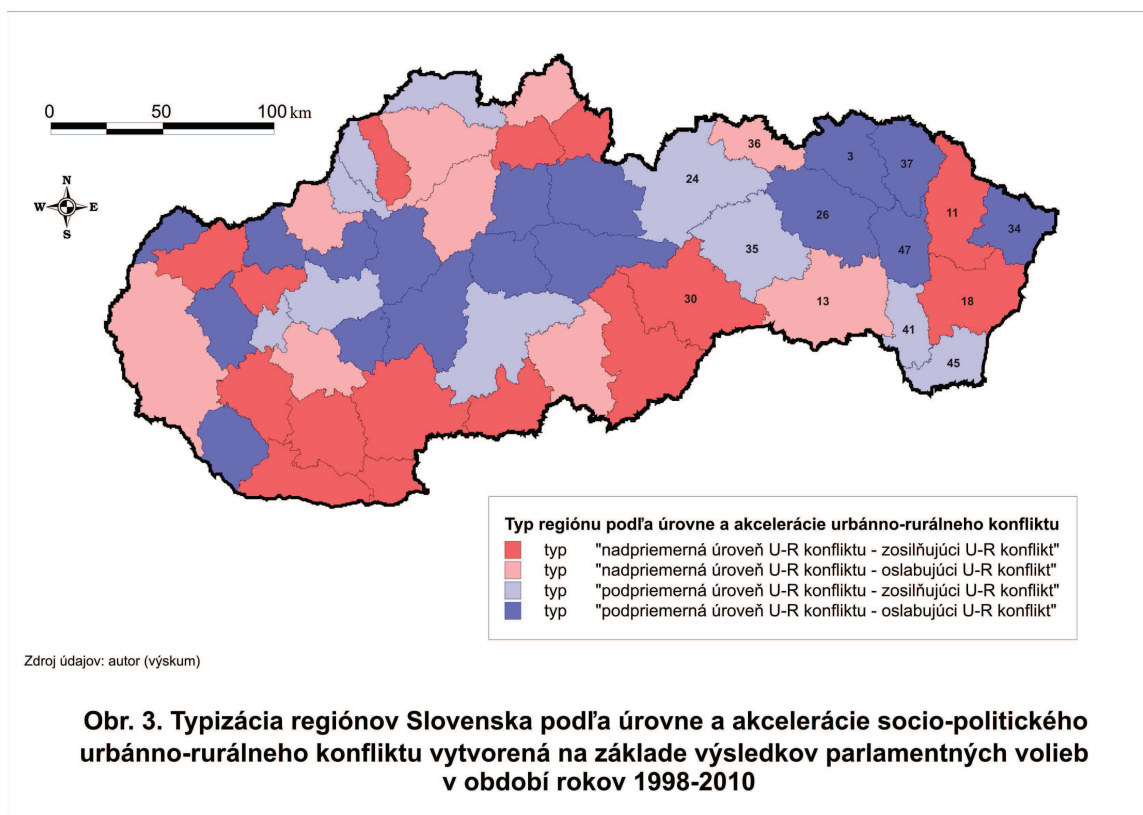 0 50 100 km
N
W E
S
36
3
37
24
11
26
34
35
47
30
13
18
41
45
Typ regiónu podľa úrovne a akcelerácie urbánno-rurálneho konfliktu
typ "nadpriemerná úroveň U-R konfliktu - zosilňujúci U-R konflikt"
typ "nadpriemerná úroveň U-R konfliktu - oslabujúci U-R konflikt"
typ "podpriemerná úroveň U-R konfliktu - zosilňujúci U-R konflikt"
typ "podpriemerná úroveň U-R konfliktu - oslabujúci U-R konflikt"
Zdroj údajov: autor (výskum)
Obr. 3. Typizácia regiónov Slovenska podľa úrovne a akcelerácie socio-politického
urbánno-rurálneho konfliktu vytvorená na základe výsledkov parlamentných volieb
v období rokov 1998-2010